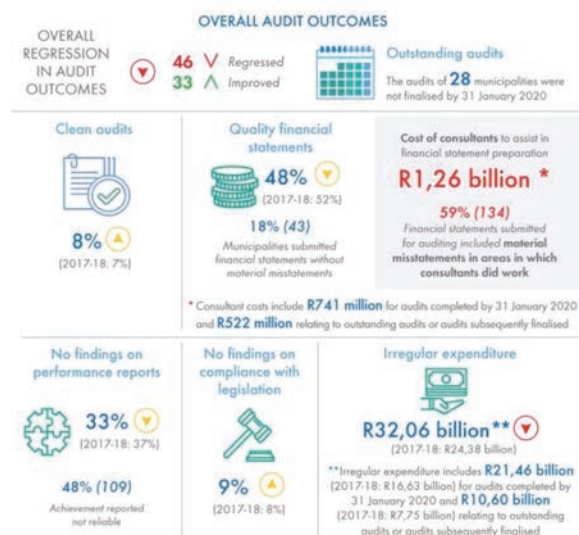 OVERALL AUDIT OUTCOMES
OVERALL
REGRESSION
IN AUDIT
OUTCOMES
46 Regressed
33 Improved
Outstanding audits
The audits of 28 municipalities were
not finalised by 31 January 2020
Clean audits
8%
(2017-18: 7%)
Quality financial
statements
48%
(2017-18: 52%)
18% (43)
Municipalities submitted
financial statements without
material misstatements
Cost of consultants to assist in
financial statement preparation
R1,26 billion *
59% (134)
Financial statements submitted
for auditing included material
misstatements in areas in which
consultants did work
* Consultant costs include R741 million for audits completed by 31 January 2020
and R522 million relating to outstanding audits or audits subsequently finalised
No findings on
performance reports
33%
(2017-18: 37%)
48% (109)
Achievement reported
not reliable
No findings on
compliance with
legislation
9%
(2017-18: 8%)
Irregular expenditure
R32,06 billion**
(2017-18: R24,38 billion)
**Irregular expenditure includes R21,46 billion
(2017-18: R16,63 billion) for audits completed by
31 January 2020 and R10,60 billion
(2017-18: R7,75 billion) relating to outstanding
audits or audits subsequently finalised